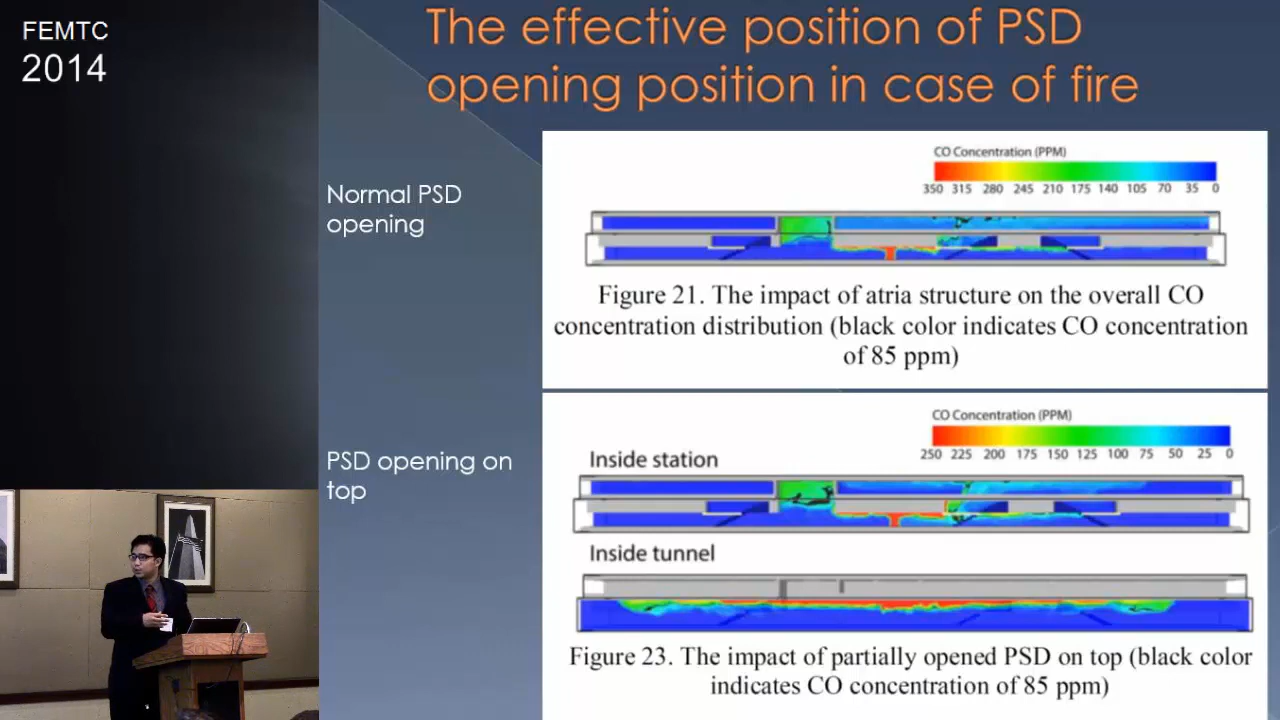 FEMTC
2014
The effective position of PSD
opening position in case of fire
Normal PSD
opening
CO Concentration (PPM)
350 315 280 245 210 175 140 105 70 35 0
Figure 21. The impact of atria structure on the overall CO
concentration distribution (black color indicates CO concentration
of 85 ppm)
PSD opening on
top
CO Concentration (PPM)
250 225 200 175 150 125 100 75 50 25 0
Inside station
Inside tunnel
Figure 23. The impact of partially opened PSD on top (black color
indicates CO concentration of 85 ppm)